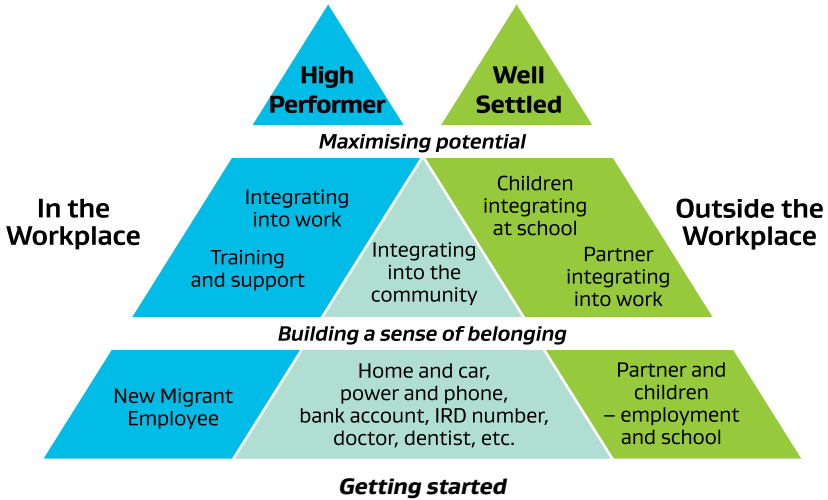 High
Performer
Well
Settled
Maximising potential
In the
Workplace
Integrating
into work
Training
and support
Integrating
into the
community
Children
integrating
at school
Partner
integrating
into work
Outside the
Workplace
Building a sense of belonging
New Migrant
Employee
Home and car,
power and phone,
bank account, IRD number,
doctor, dentist, etc.
Partner and
children
– employment
and school
Getting started